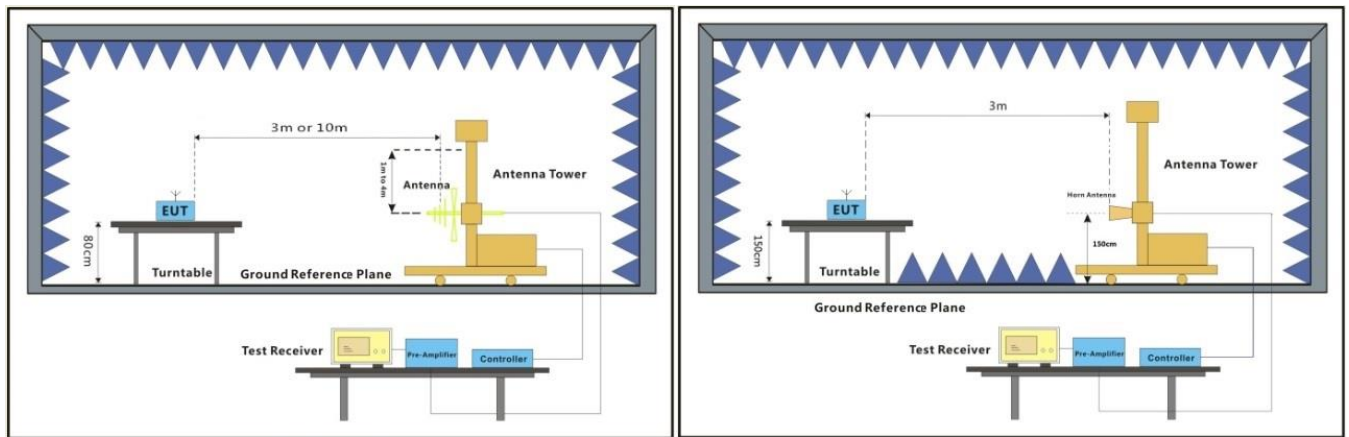 3m or 10m
1m to 4m
Antenna
Antenna Tower
EUT
80cm
Turntable
Ground Reference Plane
Test Receiver
Pre-Amplifier
Controller
3m
Antenna Tower
Horn Antenna
EUT
150cm
150cm
Turntable
Ground Reference Plane
Test Receiver
Pre-Amplifier
Controller